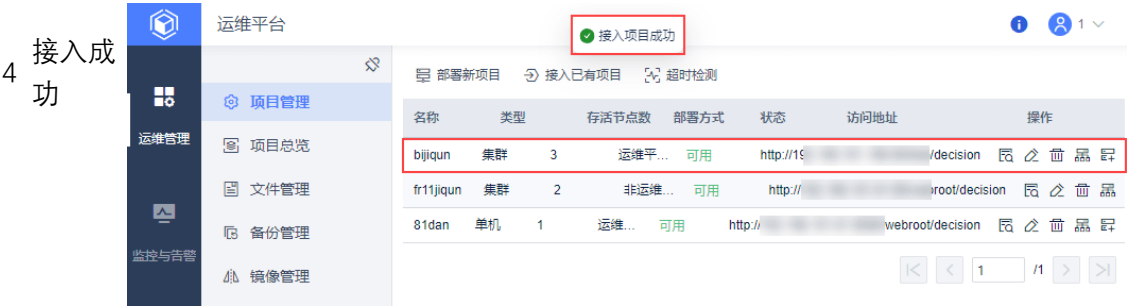 4 接入成功
运维平台
接入项目成功
1
运维管理
监控与告警
项目管理
项目总览
文件管理
备份管理
镜像管理
部署新项目 接入已有项目 超时检测
名称 类型 存活节点数 部署方式 状态 访问地址 操作
bijiqun 集群 3 运维平... 可用 http://19 /decision
fr11jiqun 集群 2 非运维... 可用 http:// root/decision
81dan 单机 1 运维... 可用 http:// webroot/decision
1 /1